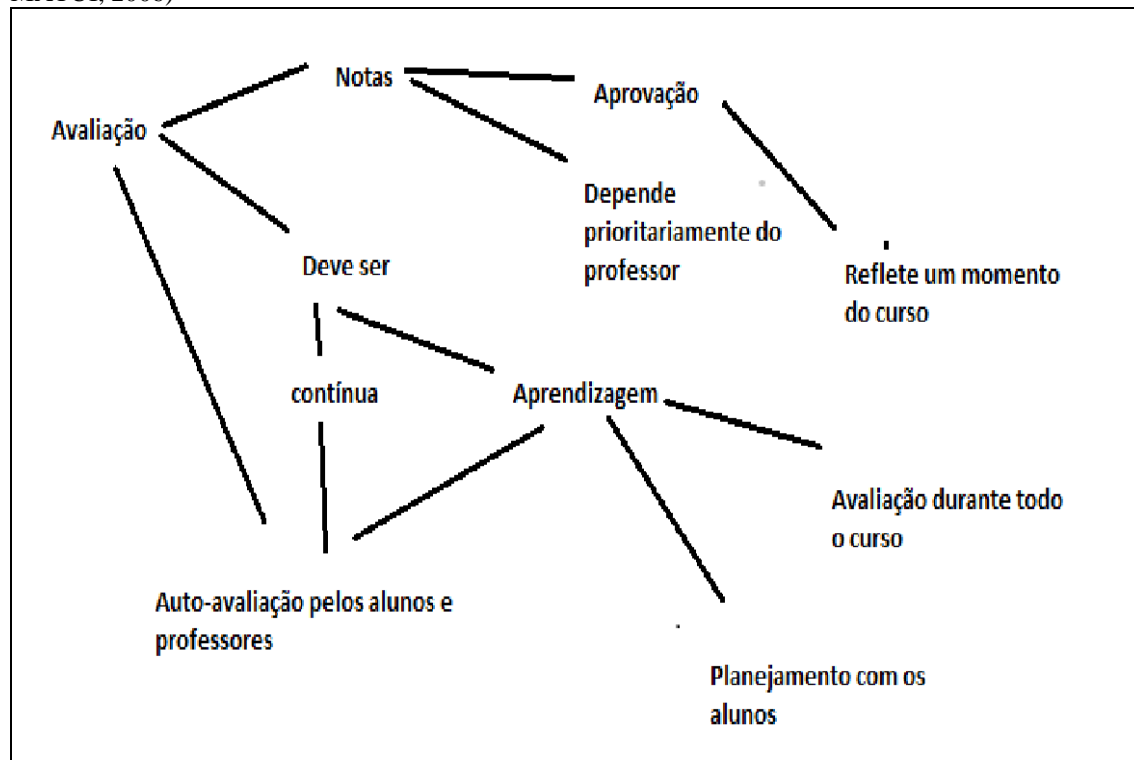 Notas
Aprovação
Avaliação
Depende
prioritariamente do
professor
Deve ser
Reflete um momento
do curso
contínua
Aprendizagem
Avaliação durante todo
o curso
Auto-avaliação pelos alunos e
professores
Planejamento com os
alunos